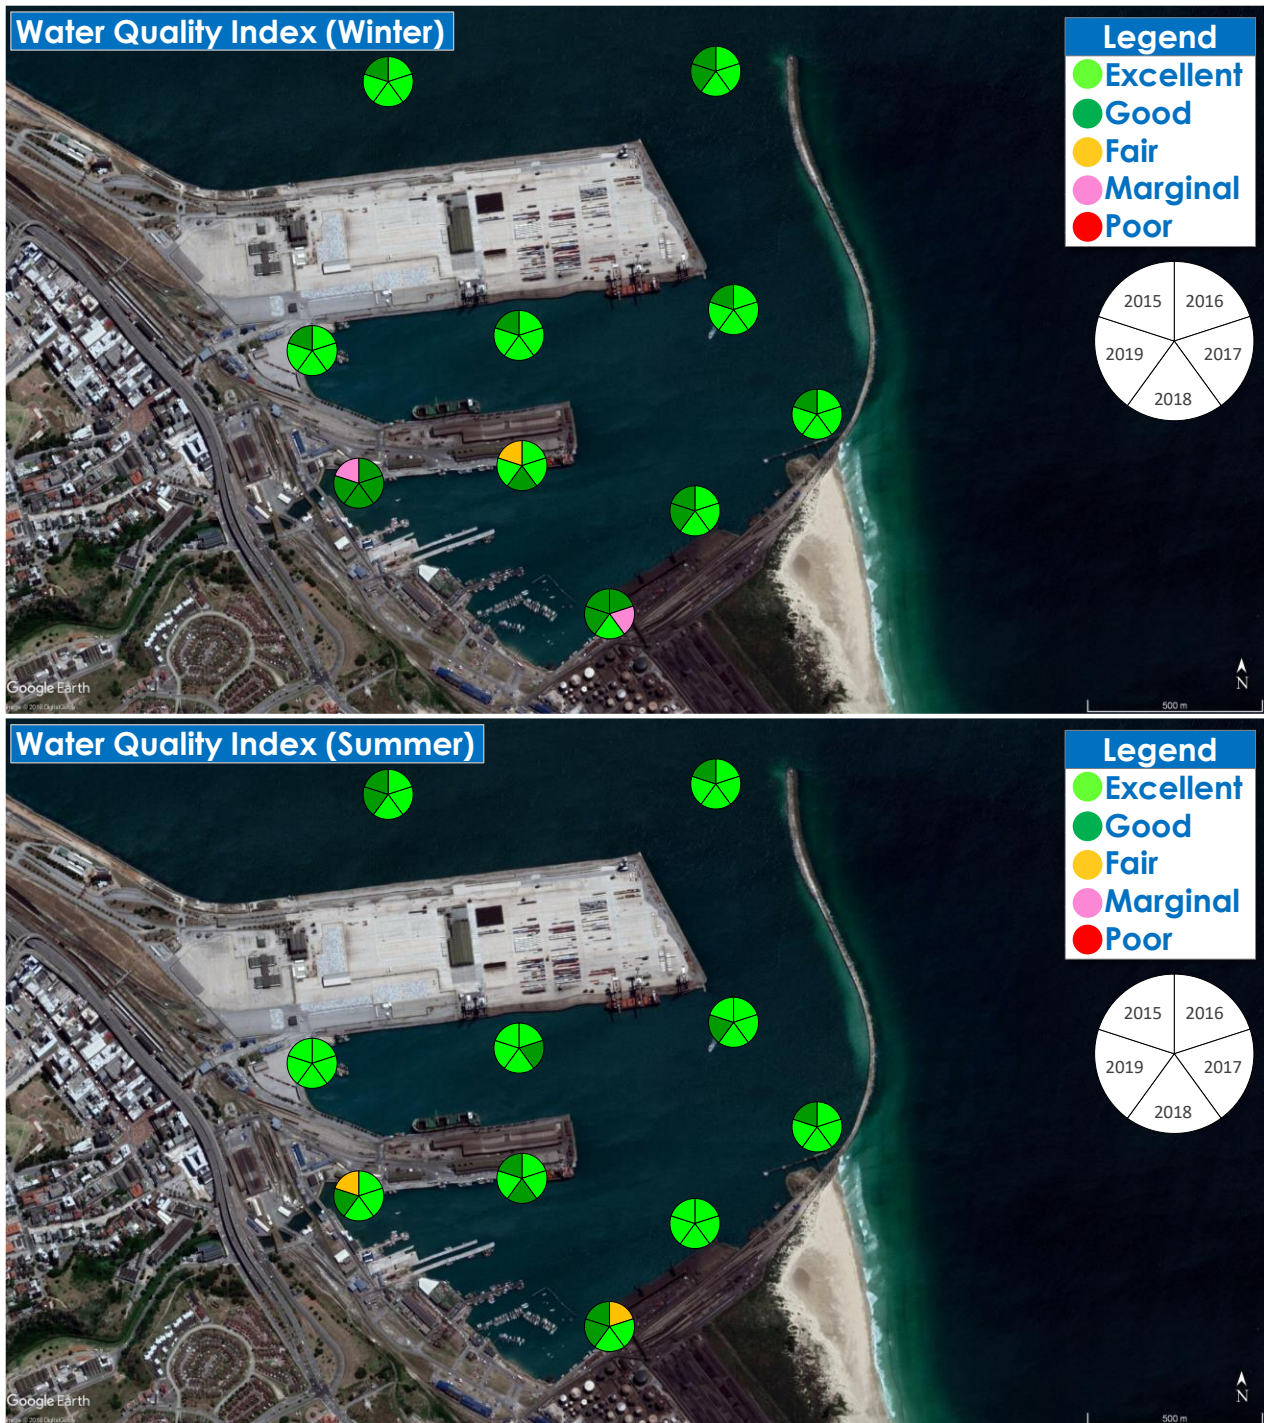 Water Quality Index (Winter)
Legend
Excellent
Good
Fair
Marginal
Poor
2015
2016
2019
2017
2018
Google Earth
N
500 m
Water Quality Index (Summer)
Legend
Excellent
Good
Fair
Marginal
Poor
2015
2016
2019
2017
2018
Google Earth
N
500 m